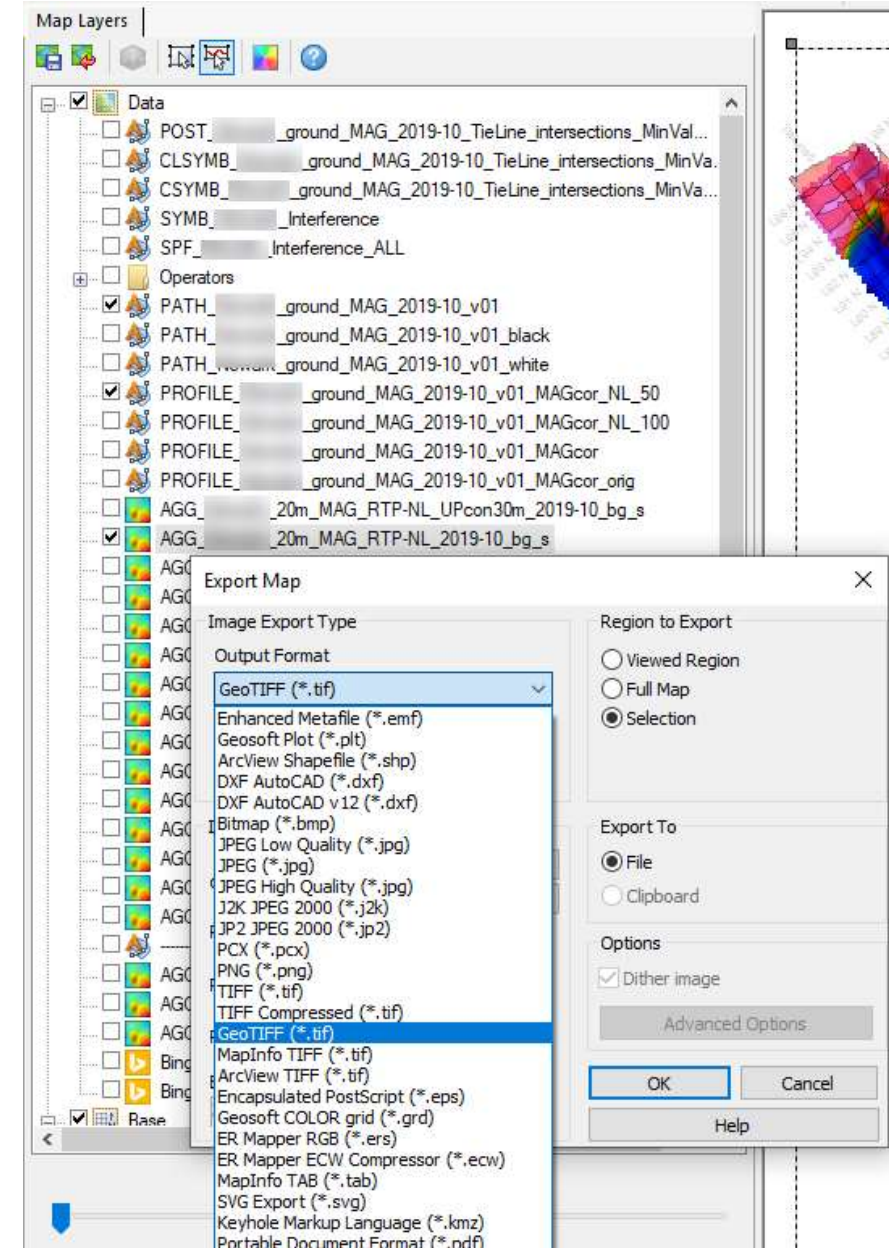 Map Layers
Data
POST_ _ground_MAG_2019-10_TieLine_intersections_MinVal...
CLSYMB_ _ground_MAG_2019-10_TieLine_intersections_MinVa.
CSYMB_ _ground_MAG_2019-10_TieLine_intersections_MinVa...
SYMB_ _Interference
SPF_ _Interference_ALL
Operators
PATH_ _ground_MAG_2019-10_v01
PATH_ _ground_MAG_2019-10_v01_black
PATH_ _ground_MAG_2019-10_v01_white
PROFILE_ _ground_MAG_2019-10_v01_MAGcor_NL_50
PROFILE_ _ground_MAG_2019-10_v01_MAGcor_NL_100
PROFILE_ _ground_MAG_2019-10_v01_MAGcor
PROFILE_ _ground_MAG_2019-10_v01_MAGcor_orig
AGG_ _20m_MAG_RTP-NL_UPcon30m_2019-10_bg_s
AGG_ _20m_MAG_RTP-NL_2019-10_bg_s
Bing
Bing
Base
Export Map
Image Export Type
Output Format
GeoTIFF (*.tif)
Enhanced Metafile (*.emf)
Geosoft Plot (*.plt)
ArcView Shapefile (*.shp)
DXF AutoCAD (*.dxf)
DXF AutoCAD v12 (*.dxf)
Bitmap (*.bmp)
JPEG Low Quality (*.jpg)
JPEG (*.jpg)
JPEG High Quality (*.jpg)
J2K JPEG 2000 (*.j2k)
JP2 JPEG 2000 (*.jp2)
PCX (*.pcx)
PNG (*.png)
TIFF (*.tif)
TIFF Compressed (*.tif)
GeoTIFF (*.tif)
MapInfo TIFF (*.tif)
ArcView TIFF (*.tif)
Encapsulated PostScript (*.eps)
Geosoft COLOR grid (*.grd)
ER Mapper RGB (*.ers)
ER Mapper ECW Compressor (*.ecw)
MapInfo TAB (*.tab)
SVG Export (*.svg)
Keyhole Markup Language (*.kmz)
Portable Document Format (*.pdf)
Region to Export
Viewed Region
Full Map
Selection
Export To
File
Clipboard
Options
Dither image
Advanced Options
OK
Cancel
Help